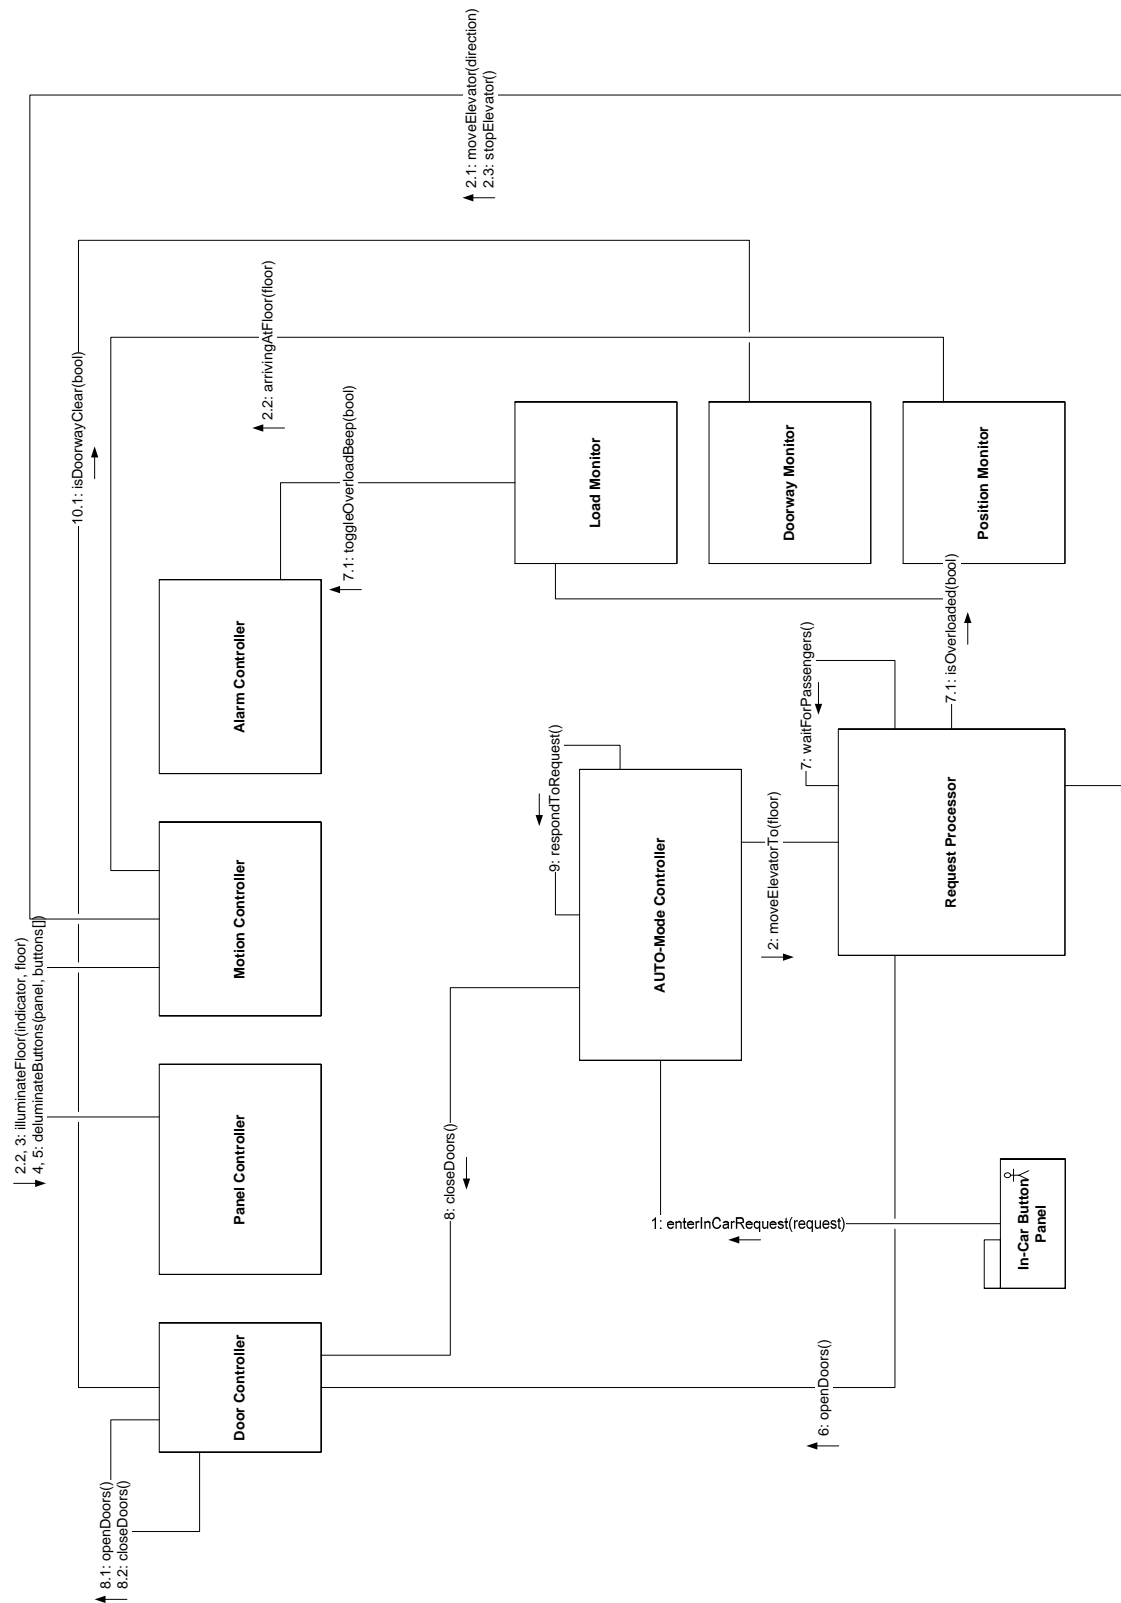 8.1: openDoors()
8.2: closeDoors()
2.2, 3: illuminateFloor(indicator, floor)
4, 5: deluminateButtons(panel, buttons[])
10.1: isDoorwayClear(bool)
2.1: moveElevator(direction)
2.3: stopElevator()
Door Controller
Panel Controller
Motion Controller
Alarm Controller
2.2: arrivingAtFloor(floor)
7.1: toggleOverloadBeep(bool)
8: closeDoors()
9: respondToRequest()
Load Monitor
AUTO-Mode Controller
1: enterInCarRequest(request)
2: moveElevatorTo(floor)
7: waitForPassengers()
Doorway Monitor
6: openDoors()
Request Processor
7.1: isOverloaded(bool)
Position Monitor
In-Car Button
Panel